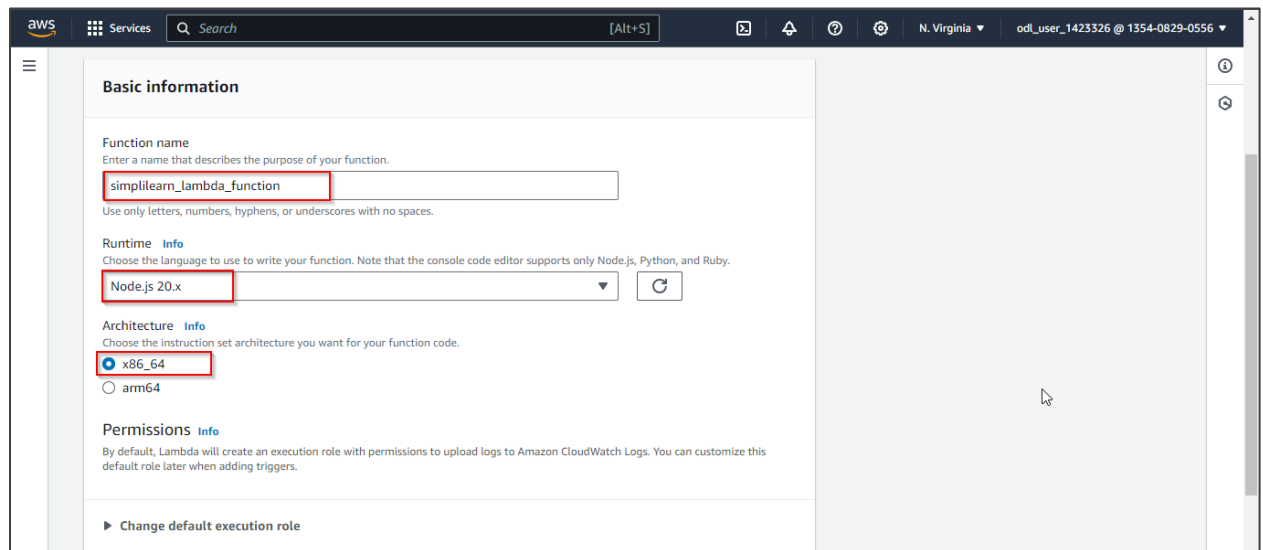 aws Services Search [Alt+S] N. Virginia ▼ odl_user_1423326 @ 1354-0829-0556 ▼
Basic information
Function name
Enter a name that describes the purpose of your function.
simplilearn_lambda_function
Use only letters, numbers, hyphens, or underscores with no spaces.
Runtime Info
Choose the language to use to write your function. Note that the console code editor supports only Node.js, Python, and Ruby.
Node.js 20.x
Architecture Info
Choose the instruction set architecture you want for your function code.
x86_64
arm64
Permissions Info
By default, Lambda will create an execution role with permissions to upload logs to Amazon CloudWatch Logs. You can customize this
default role later when adding triggers.
Change default execution role